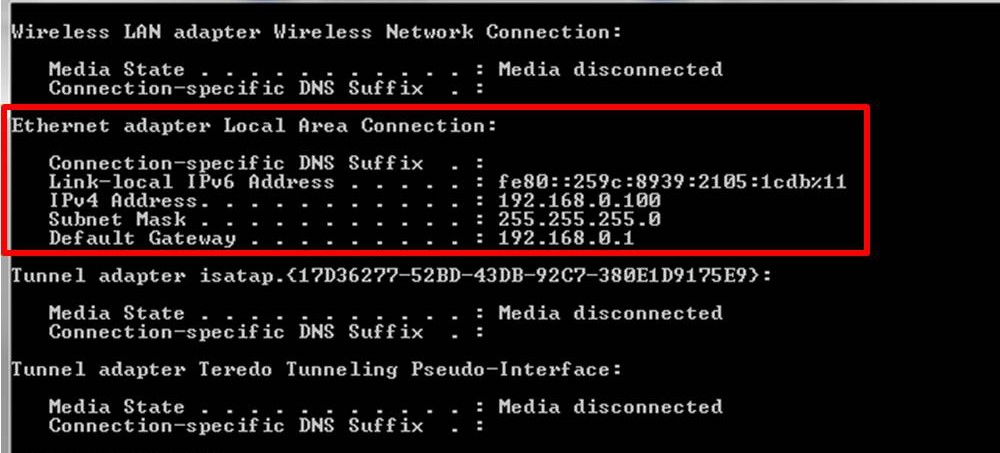 Wireless LAN adapter Wireless Network Connection:
Media State . . . . . . . . . . . : Media disconnected
Connection-specific DNS Suffix  . :
Ethernet adapter Local Area Connection:
Connection-specific DNS Suffix  . :
Link-local IPv6 Address . . . . . : fe80::259c:8939:2105:1cdb%11
IPv4 Address. . . . . . . . . . . : 192.168.0.100
Subnet Mask . . . . . . . . . . . : 255.255.255.0
Default Gateway . . . . . . . . . : 192.168.0.1
Tunnel adapter isatap.{17D36277-52BD-43DB-92C7-380E1D9175E9}:
Media State . . . . . . . . . . . : Media disconnected
Connection-specific DNS Suffix  . :
Tunnel adapter Teredo Tunneling Pseudo-Interface:
Media State . . . . . . . . . . . : Media disconnected
Connection-specific DNS Suffix  . :